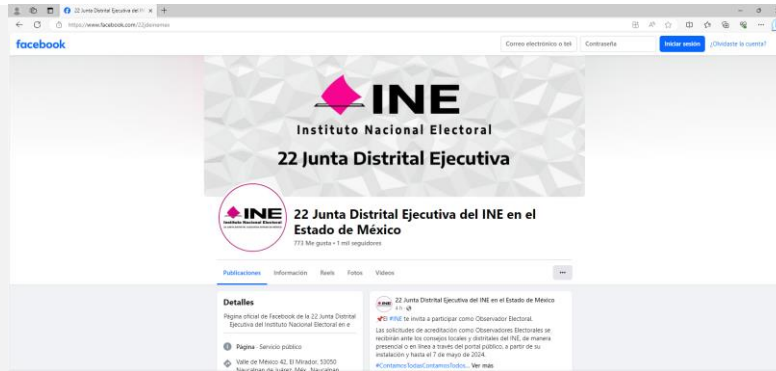 22 Junta Distrital Ejecutiva del IN
https://www.facebook.com/22jdeinemex
facebook
Correo electrónico o tel
Contraseña
Iniciar sesión
¿Olvidaste la cuenta?
INE
Instituto Nacional Electoral
22 Junta Distrital Ejecutiva
INE
Instituto Nacional Electoral
22 Junta Distrital Ejecutiva del INE en el
Estado de México
773 Me gusta • 1 mil seguidores
Publicaciones Información Reels Fotos Videos
Detalles
Página oficial de Facebook de la 22 Junta Distrital
Ejecutiva del Instituto Nacional Electoral en e
Página · Servicio público
Valle de México 42, El Mirador, 53050
Naucalpan de Juárez, Méx., Naucalpan
22 Junta Distrital Ejecutiva del INE en el Estado de México
4 h
El #INE te invita a participar como Observador Electoral.
Las solicitudes de acreditación como Observadores Electorales se
recibirán ante los consejos locales y distritales del INE, de manera
presencial o en línea a través del portal público, a partir de su
instalación y hasta el 7 de mayo de 2024.
#ContamosTodasContamosTodos... Ver más